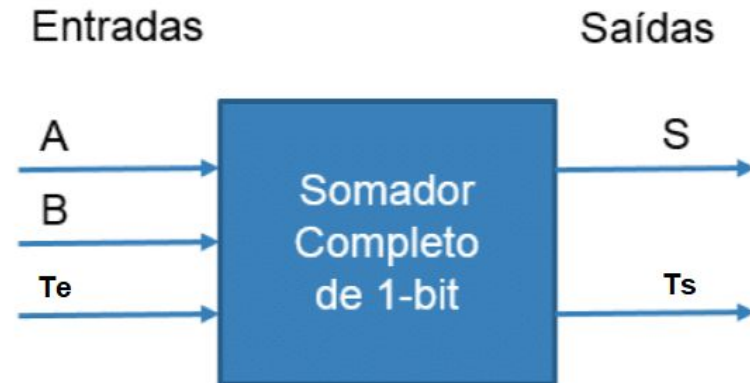 Entradas
Saídas
A
S
B
Te
Ts
Somador
Completo
de 1-bit